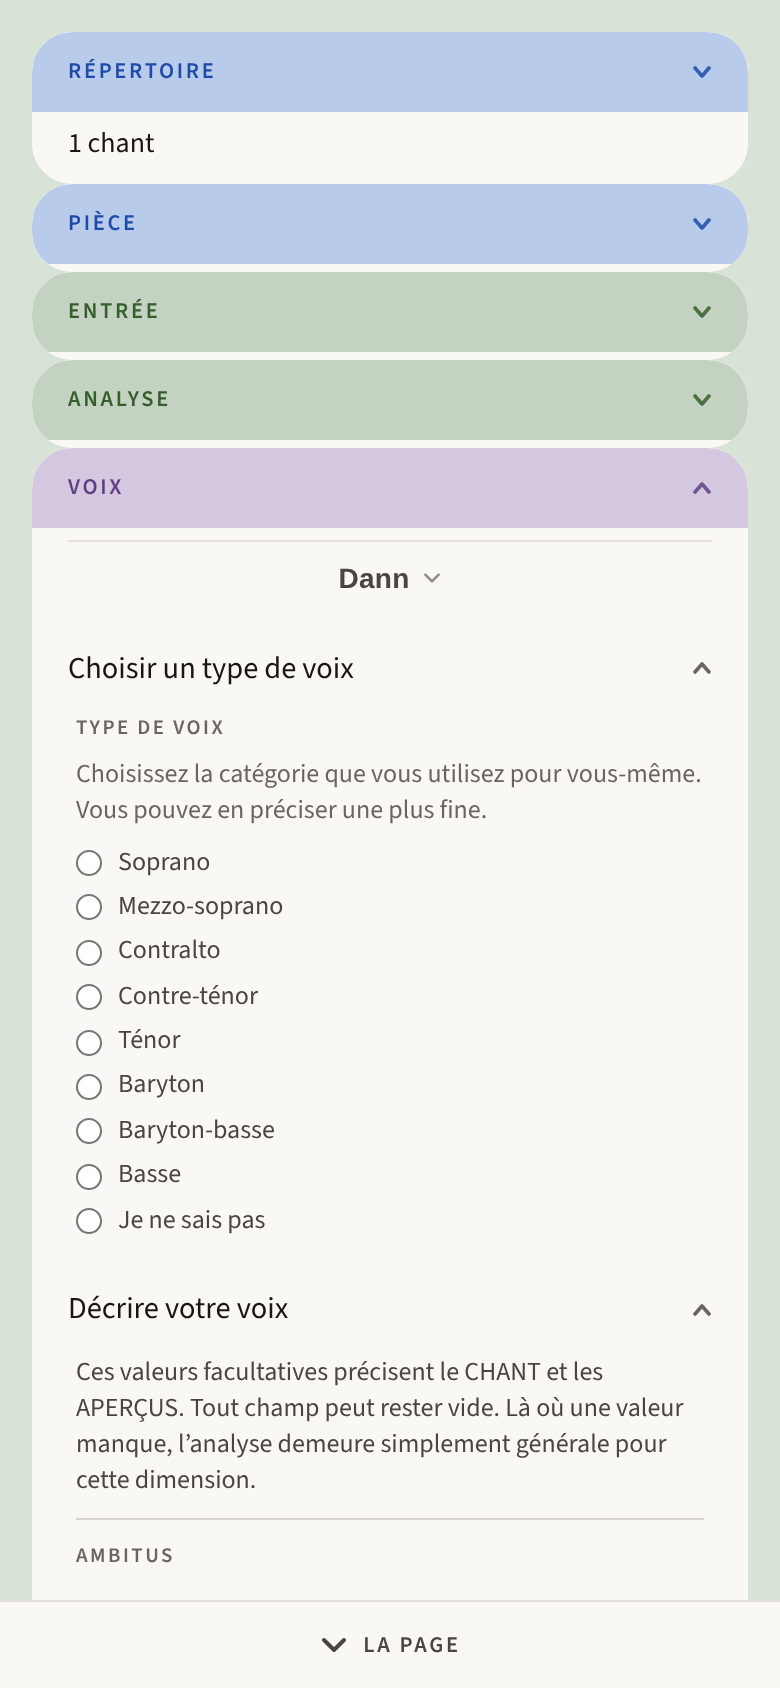 RÉPERTOIRE
1 chant
PIÈCE
ENTRÉE
ANALYSE
VOIX
Dann
Choisir un type de voix
TYPE DE VOIX
Choisissez la catégorie que vous utilisez pour vous-même.
Vous pouvez en préciser une plus fine.
Soprano
Mezzo-soprano
Contralto
Contre-ténor
Ténor
Baryton
Baryton-basse
Basse
Je ne sais pas
Décrire votre voix
Ces valeurs facultatives précisent le CHANT et les
APERÇUS. Tout champ peut rester vide. Là où une valeur
manque, l’analyse demeure simplement générale pour
cette dimension.
AMBITUS
LA PAGE